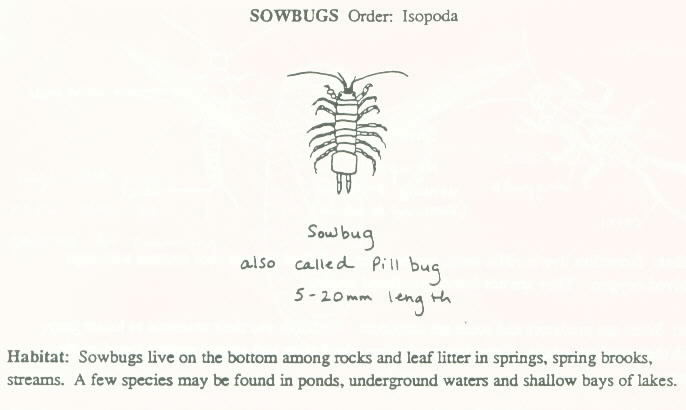 SOWBUGS Order: Isopoda
Sowbug
also called Pill bug
5-20mm length
Habitat: Sowbugs live on the bottom among rocks and leaf litter in springs, spring brooks,
streams. A few species may be found in ponds, underground waters and shallow bays of lakes.